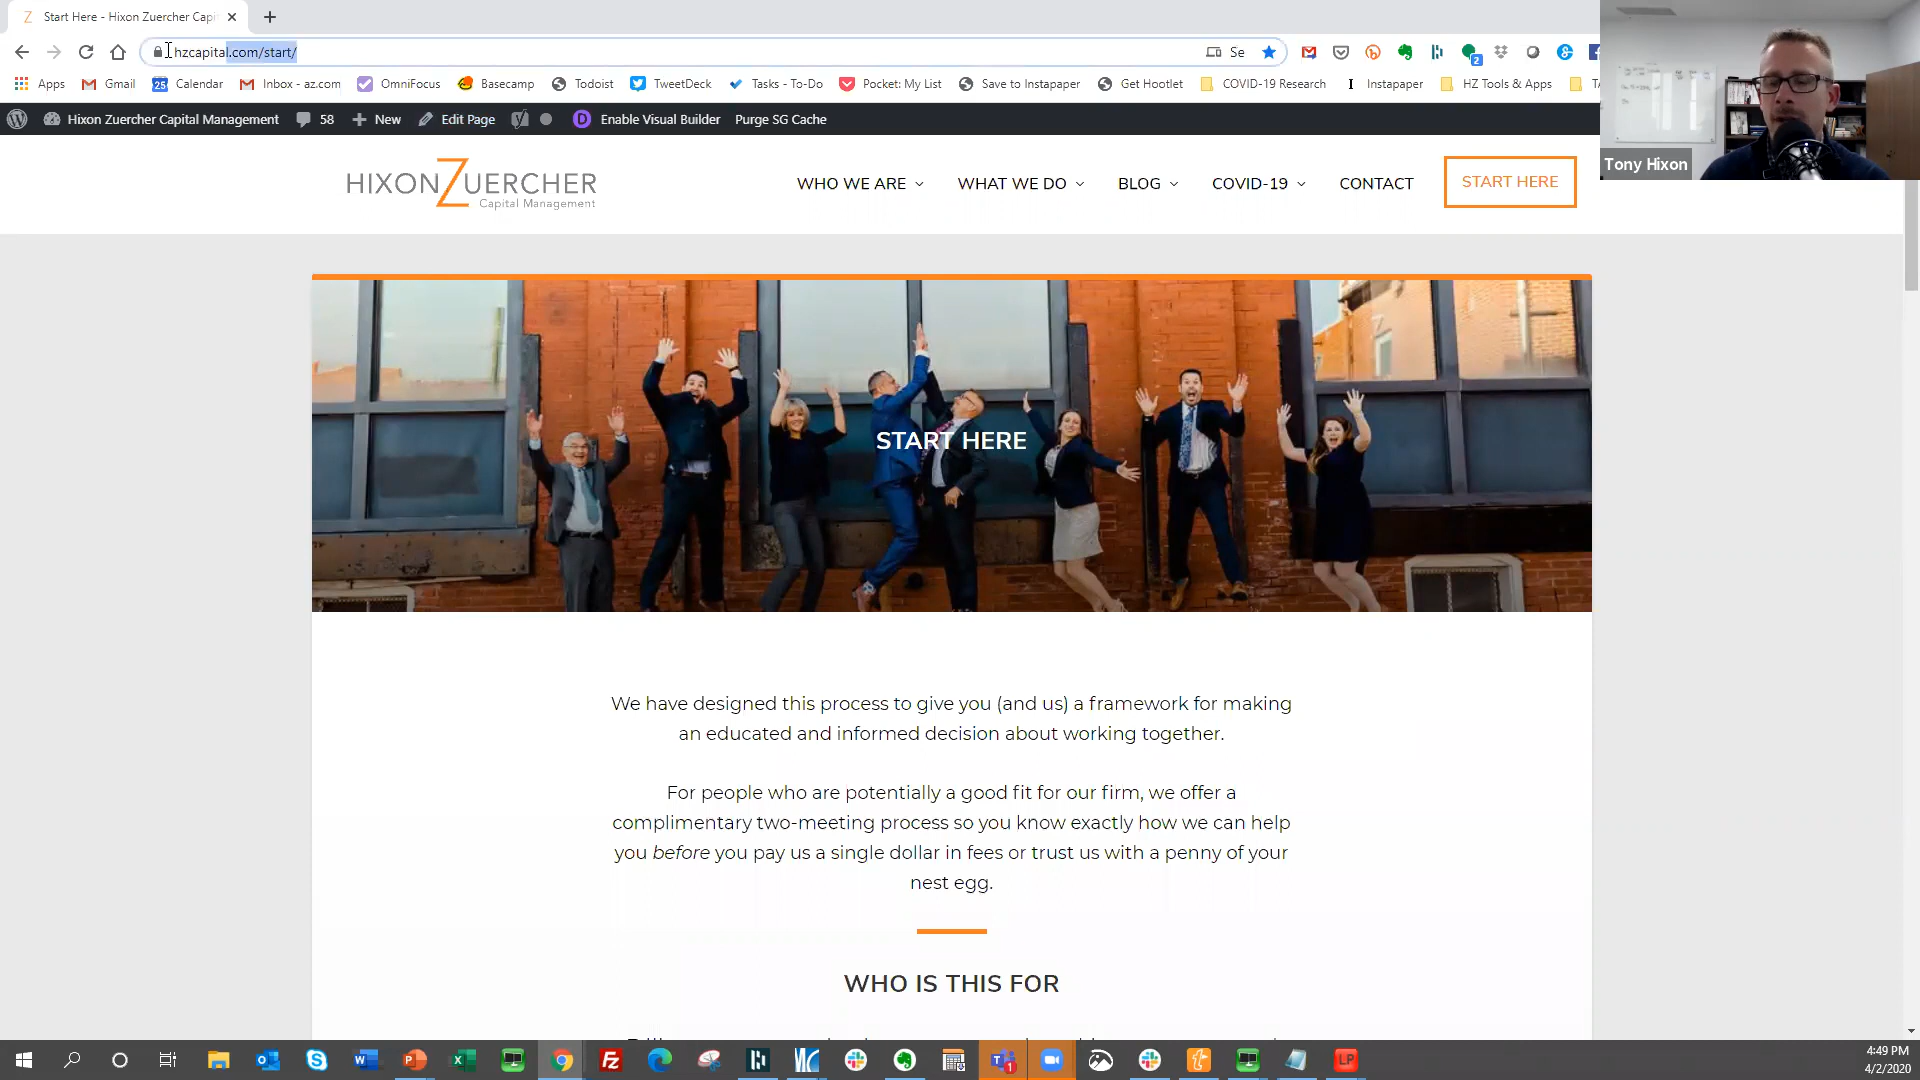 Start Here - Hixon Zuercher Capi
hzcapital.com/start/
Se
2
Apps
Gmail
25
Calendar
Inbox - az.com
OmniFocus
Basecamp
Todoist
TweetDeck
Tasks - To-Do
Pocket: My List
Save to Instapaper
Get Hootlet
COVID-19 Research
I
Instapaper
HZ Tools & Apps
Hixon Zuercher Capital Management
58
New
Edit Page
D
Enable Visual Builder
Purge SG Cache
Tony Hixon
HIXON ZUERCHER
Capital Management
WHO WE ARE
WHAT WE DO
BLOG
COVID-19
CONTACT
START HERE
START HERE
We have designed this process to give you (and us) a framework for making
an educated and informed decision about working together.
For people who are potentially a good fit for our firm, we offer a
complimentary two-meeting process so you know exactly how we can help
you before you pay us a single dollar in fees or trust us with a penny of your
nest egg.
WHO IS THIS FOR
4:49 PM
4/2/2020